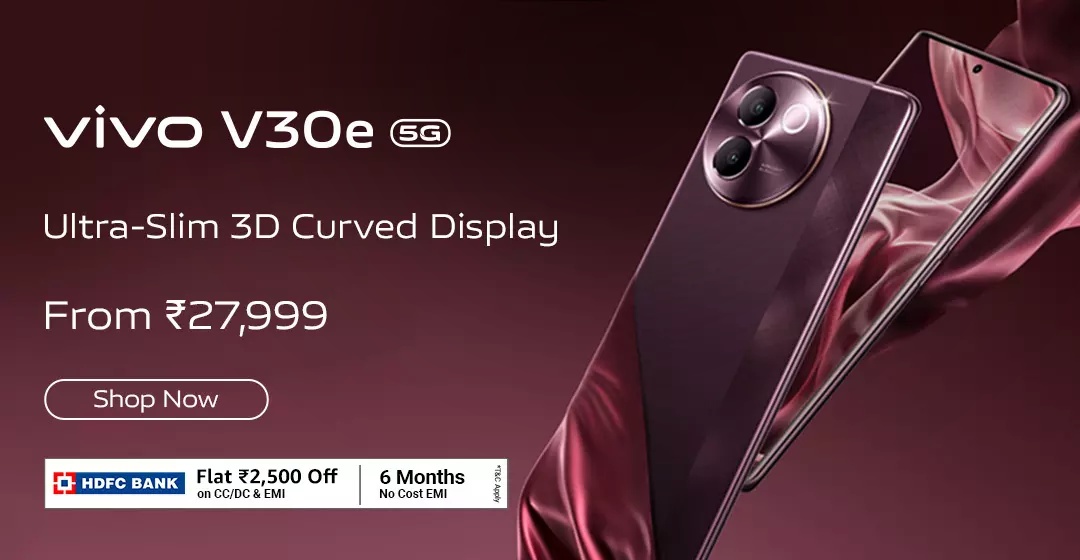 vivo V30e 5G
Ultra-Slim 3D Curved Display
From ₹27,999
Shop Now
HDFC BANK
Flat ₹2,500 Off
on CC/DC & EMI
6 Months
No Cost EMI
*T&C Apply